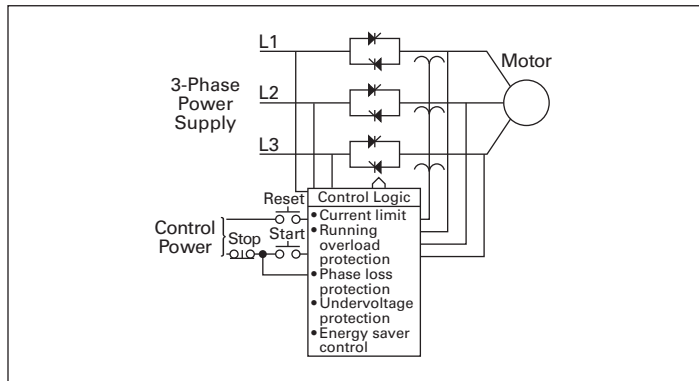 L1
Motor
3-Phase
Power
Supply
L2
L3
Reset
Control Logic
Control
Power
Stop
Start
• Current limit
• Running
overload
protection
• Phase loss
protection
• Undervoltage
protection
• Energy saver
control